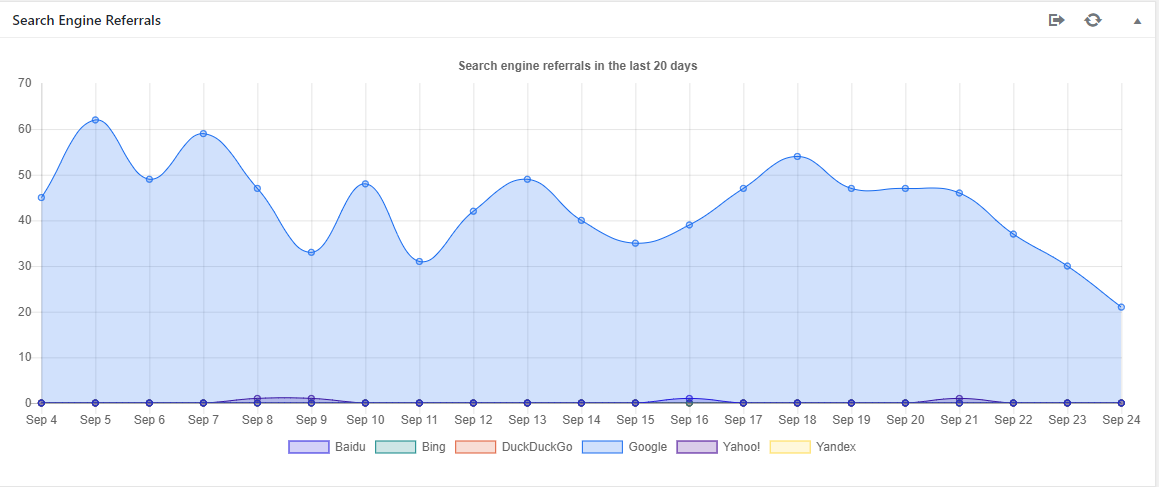 Search Engine Referrals
Search engine referrals in the last 20 days
70
60
50
40
30
20
10
0
Sep 4 Sep 5 Sep 6 Sep 7 Sep 8 Sep 9 Sep 10 Sep 11 Sep 12 Sep 13 Sep 14 Sep 15 Sep 16 Sep 17 Sep 18 Sep 19 Sep 20 Sep 21 Sep 22 Sep 23 Sep 24
Baidu Bing DuckDuckGo Google Yahoo! Yandex